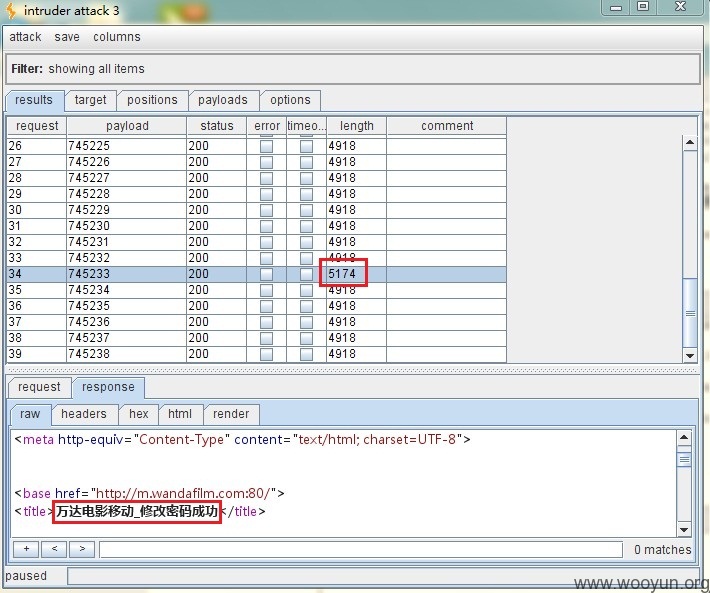 intruder attack 3
attack save columns
Filter: showing all items
results target positions payloads options
request payload status error timeo... length comment
26 745225 200 4918
27 745226 200 4918
28 745227 200 4918
29 745228 200 4918
30 745229 200 4918
31 745230 200 4918
32 745231 200 4918
33 745232 200 4918
34 745233 200 5174
35 745234 200 4918
36 745235 200 4918
37 745236 200 4918
38 745237 200 4918
39 745238 200 4918
request response
raw headers hex html render
<meta http-equiv="Content-Type" content="text/html; charset=UTF-8">
<base href="http://m.wandafilm.com:80/">
<title>万达电影移动_修改密码成功</title>
+ < > 0 matches
paused
www.wooyun.org